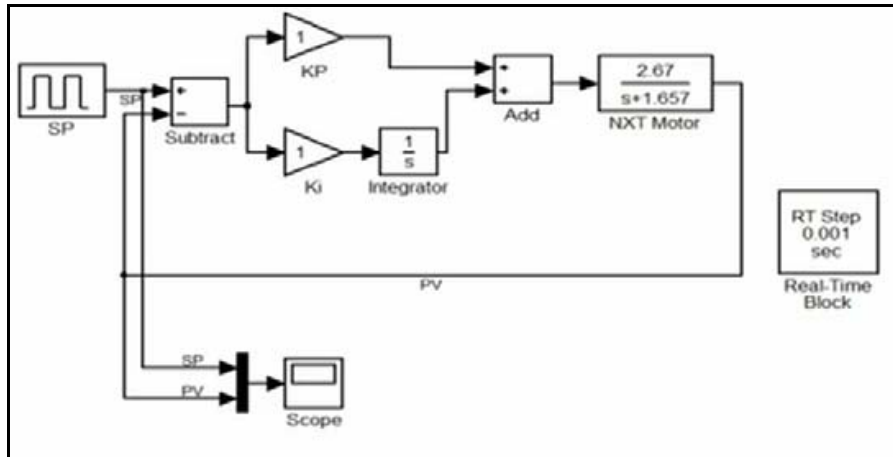 SP
SP
+
−
Subtract
1
KP
1
Ki
1
s
Integrator
+
+
Add
2.67
s+1.657
NXT Motor
RT Step
0.001
sec
Real-Time
Block
PV
SP
PV
Scope